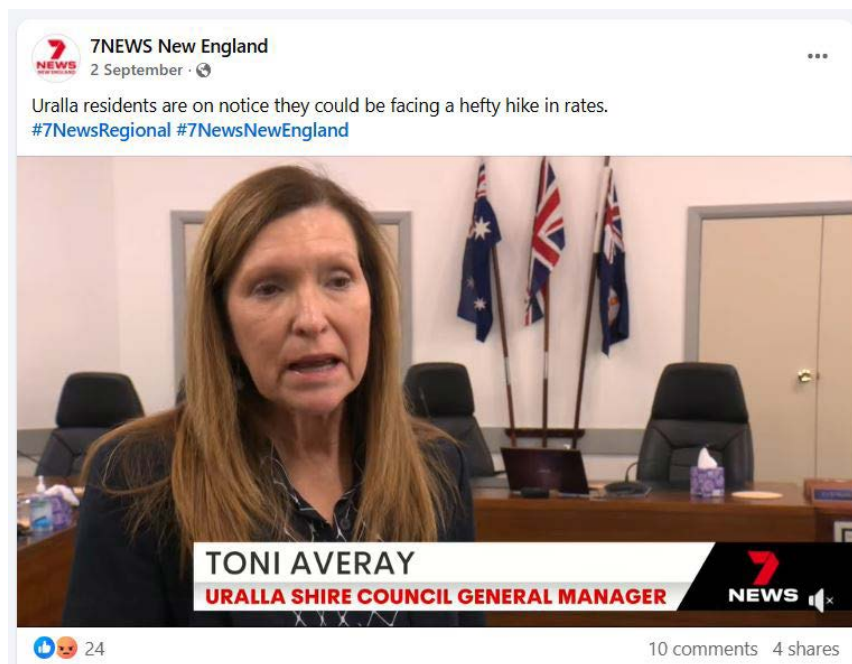 7NEWS New England
2 September
Uralla residents are on notice they could be facing a hefty hike in rates.
#7NewsRegional #7NewsNewEngland
TONI AVERAY
URALLA SHIRE COUNCIL GENERAL MANAGER
7
NEWS
24
10 comments 4 shares